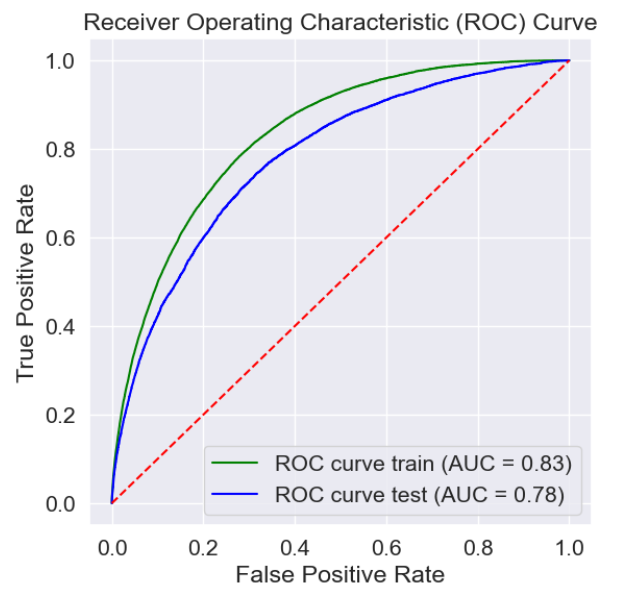 Receiver Operating Characteristic (ROC) Curve
True Positive Rate
1.0
0.8
0.6
0.4
0.2
0.0
ROC curve train (AUC = 0.83)
ROC curve test (AUC = 0.78)
0.0 0.2 0.4 0.6 0.8 1.0
False Positive Rate